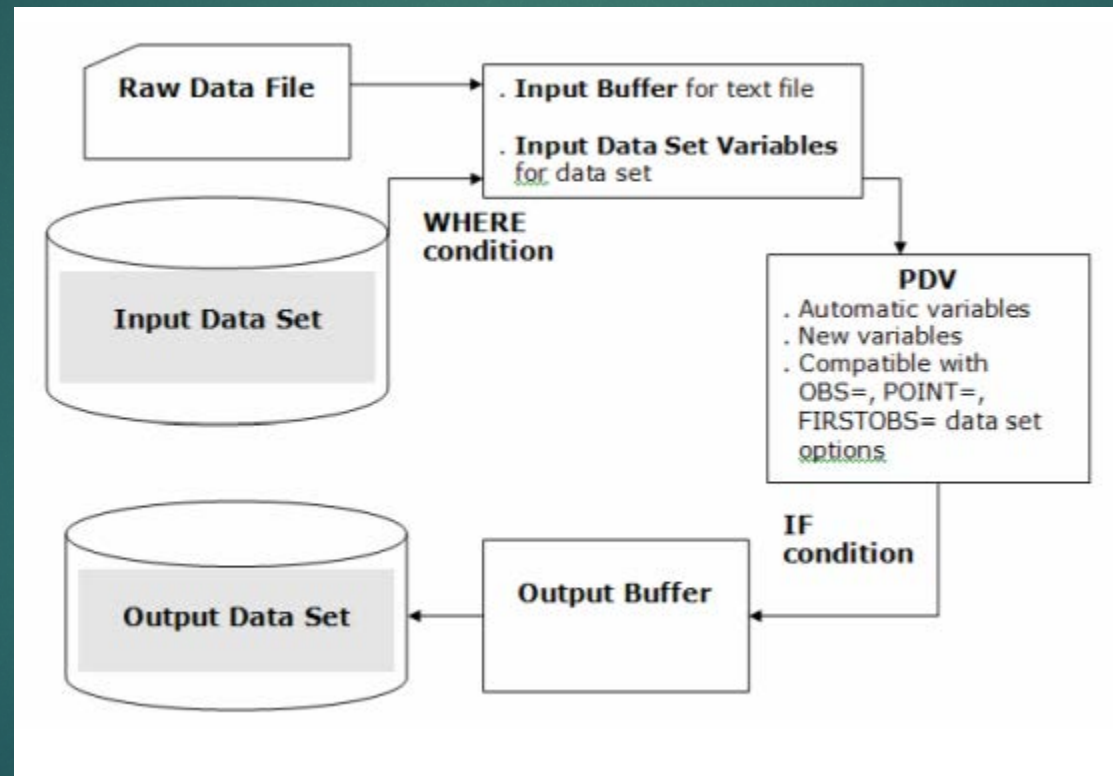 Raw Data File
. Input Buffer for text file
. Input Data Set Variables
for data set
WHERE
condition
Input Data Set
PDV
. Automatic variables
. New variables
. Compatible with
OBS=, POINT=,
FIRSTOBS= data set
options
IF
condition
Output Buffer
Output Data Set